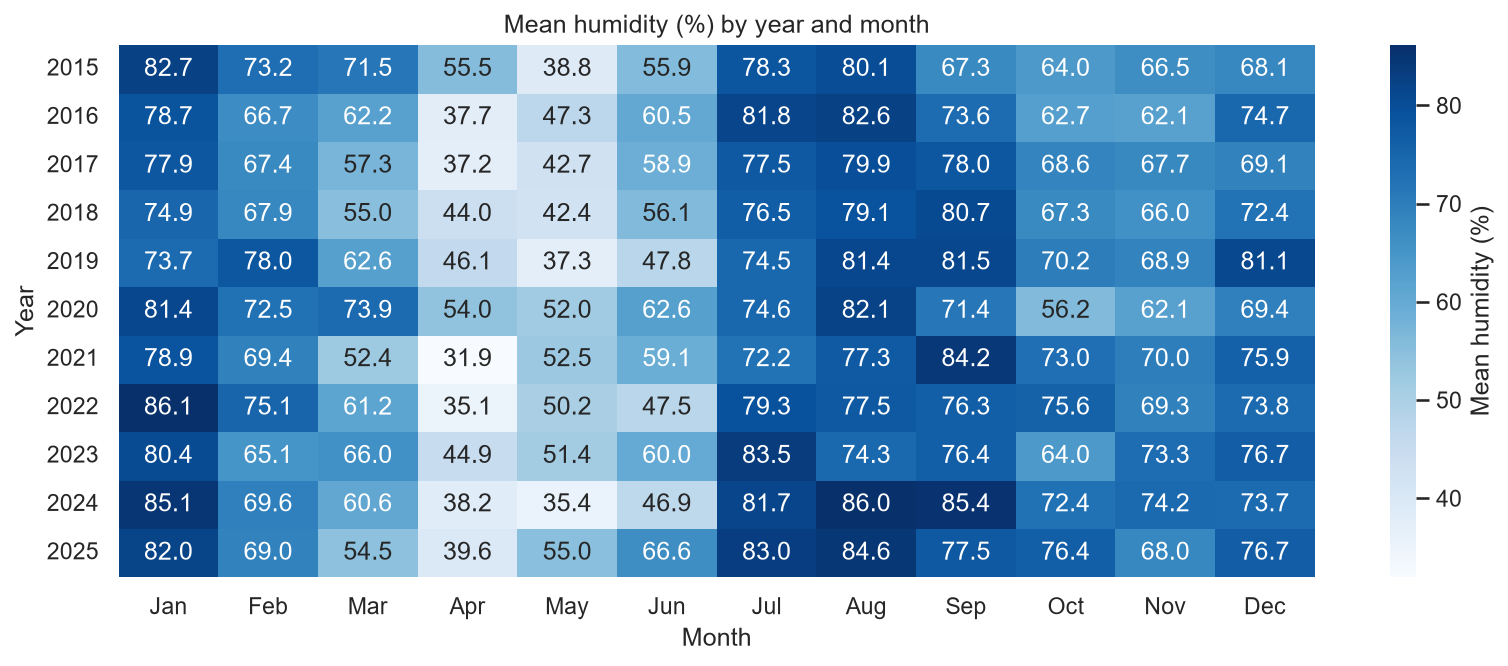 Mean humidity (%) by year and month
2015 82.7 73.2 71.5 55.5 38.8 55.9 78.3 80.1 67.3 64.0 66.5 68.1
2016 78.7 66.7 62.2 37.7 47.3 60.5 81.8 82.6 73.6 62.7 62.1 74.7
2017 77.9 67.4 57.3 37.2 42.7 58.9 77.5 79.9 78.0 68.6 67.7 69.1
2018 74.9 67.9 55.0 44.0 42.4 56.1 76.5 79.1 80.7 67.3 66.0 72.4
2019 73.7 78.0 62.6 46.1 37.3 47.8 74.5 81.4 81.5 70.2 68.9 81.1
2020 81.4 72.5 73.9 54.0 52.0 62.6 74.6 82.1 71.4 56.2 62.1 69.4
2021 78.9 69.4 52.4 31.9 52.5 59.1 72.2 77.3 84.2 73.0 70.0 75.9
2022 86.1 75.1 61.2 35.1 50.2 47.5 79.3 77.5 76.3 75.6 69.3 73.8
2023 80.4 65.1 66.0 44.9 51.4 60.0 83.5 74.3 76.4 64.0 73.3 76.7
2024 85.1 69.6 60.6 38.2 35.4 46.9 81.7 86.0 85.4 72.4 74.2 73.7
2025 82.0 69.0 54.5 39.6 55.0 66.6 83.0 84.6 77.5 76.4 68.0 76.7
Jan Feb Mar Apr May Jun Jul Aug Sep Oct Nov Dec
Month
Year
80
70
60
50
40
Mean humidity (%)